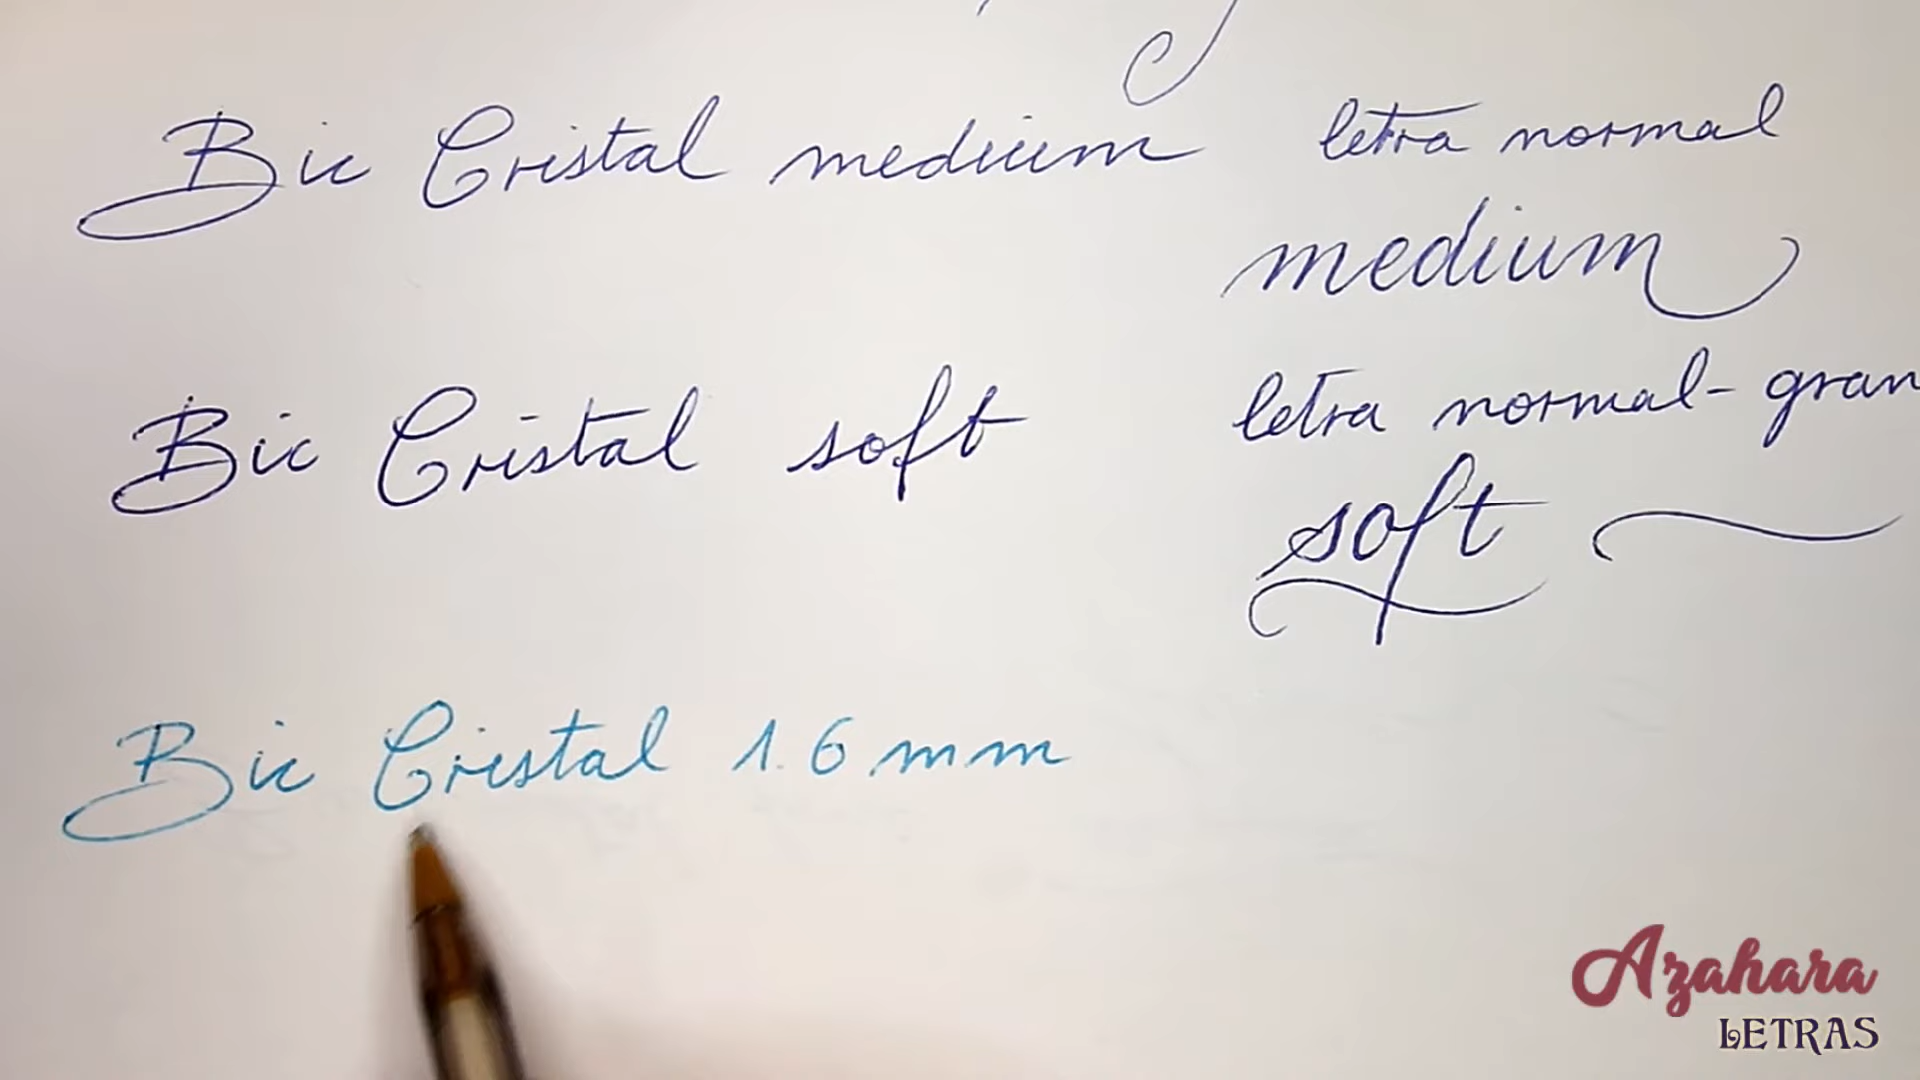 Bic Cristal medium letra normal
medium
Bic Cristal soft letra normal-gran
soft
Bic Cristal 1.6 mm
Azahara
LETRAS